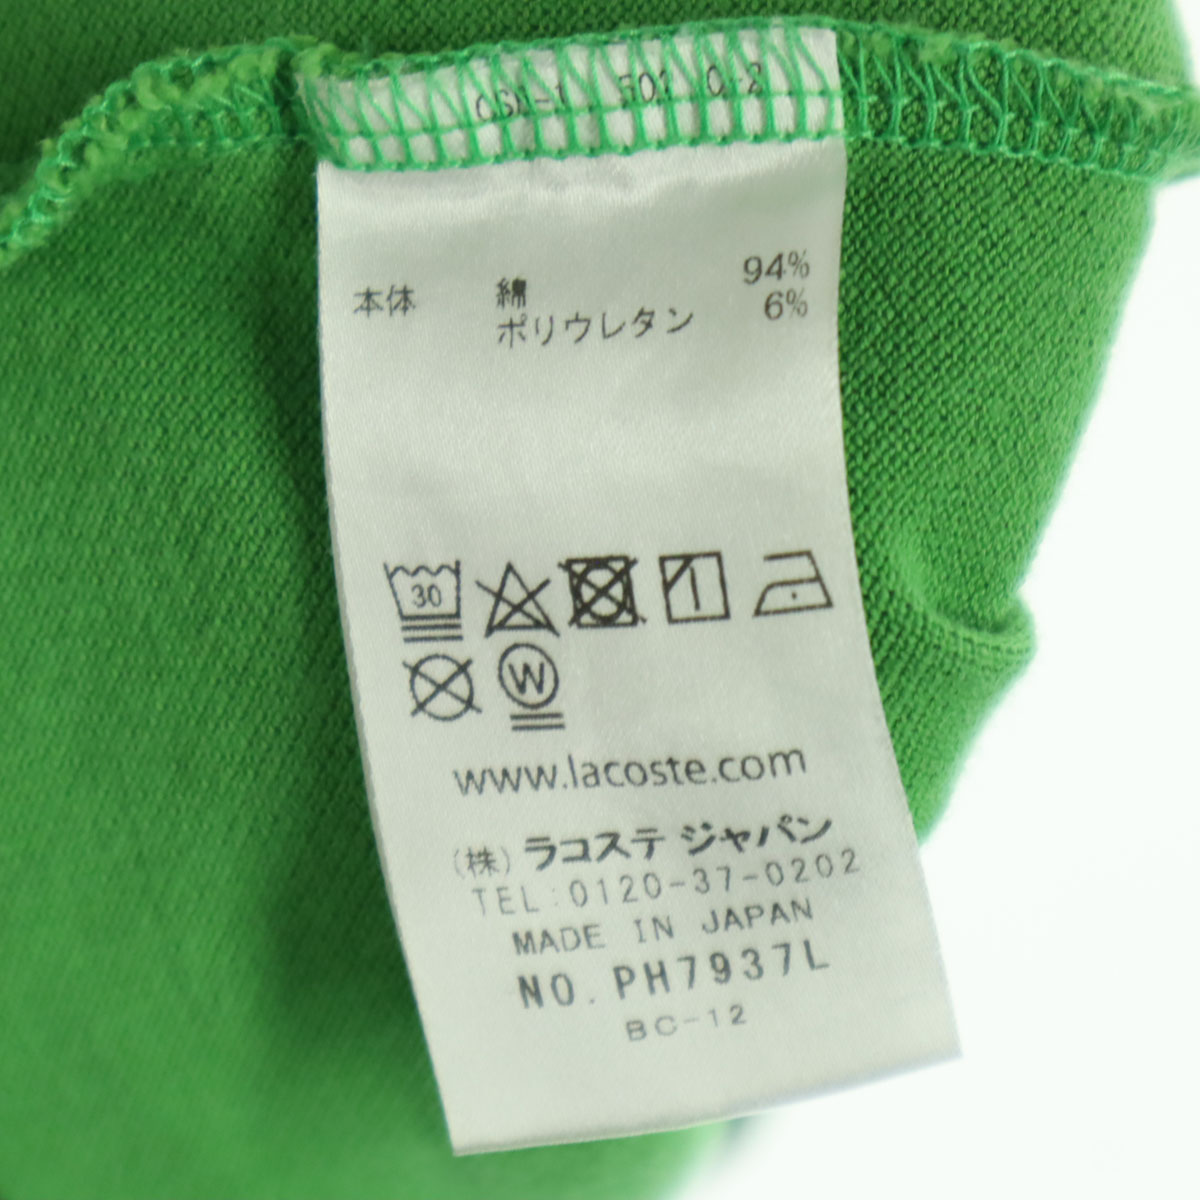 本体 綿 94%
ポリウレタン 6%
30
W
www.lacoste.com
(株) ラコステ ジャパン
TEL:0120-37-0202
MADE IN JAPAN
NO. PH7937L
BC-12